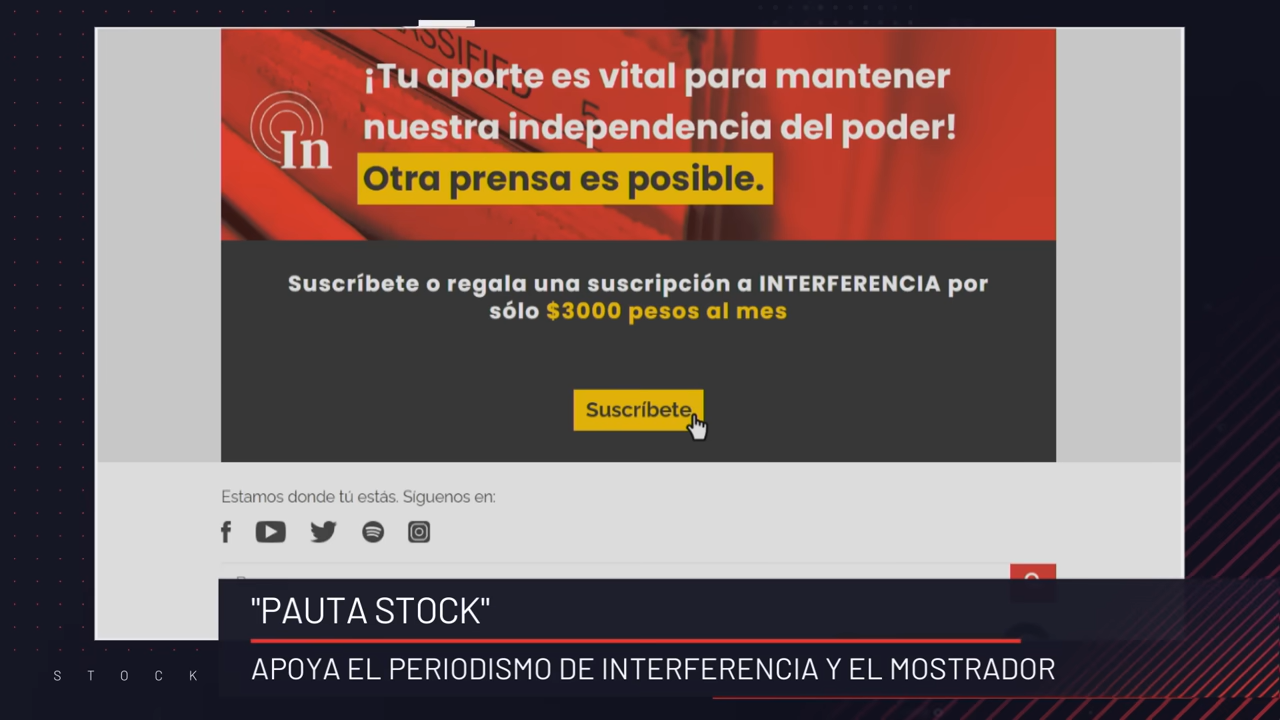 ¡Tu aporte es vital para mantener
nuestra independencia del poder!
In
Otra prensa es posible.
Suscríbete o regala una suscripción a INTERFERENCIA por
sólo $3000 pesos al mes
Suscríbete
Estamos donde tú estás. Síguenos en:
"PAUTA STOCK"
APOYA EL PERIODISMO DE INTERFERENCIA Y EL MOSTRADOR
STOCK